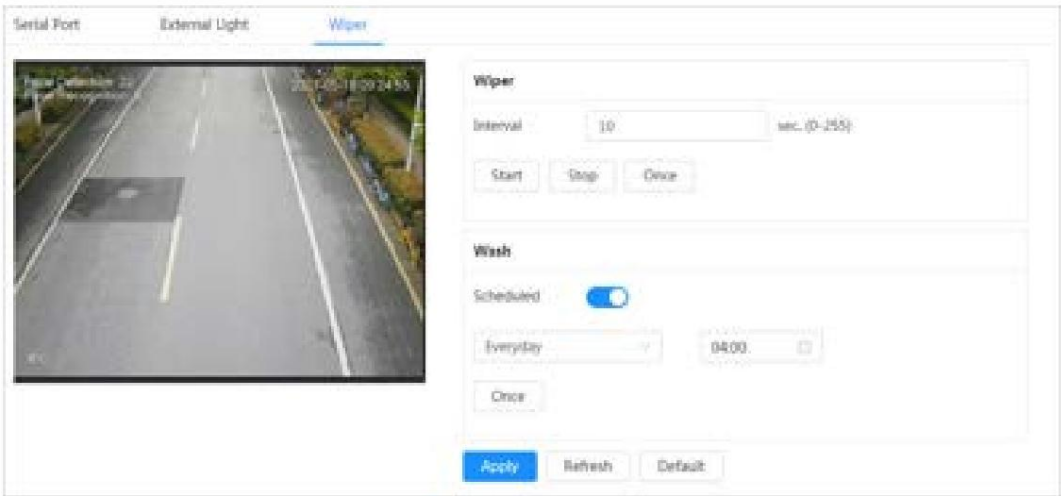 Serial Port External Light Wiper
Wiper
Interval 10 sec. (0-255)
Start Stop Once
Wash
Scheduled
Everyday 04:00
Once
Apply Refresh Default